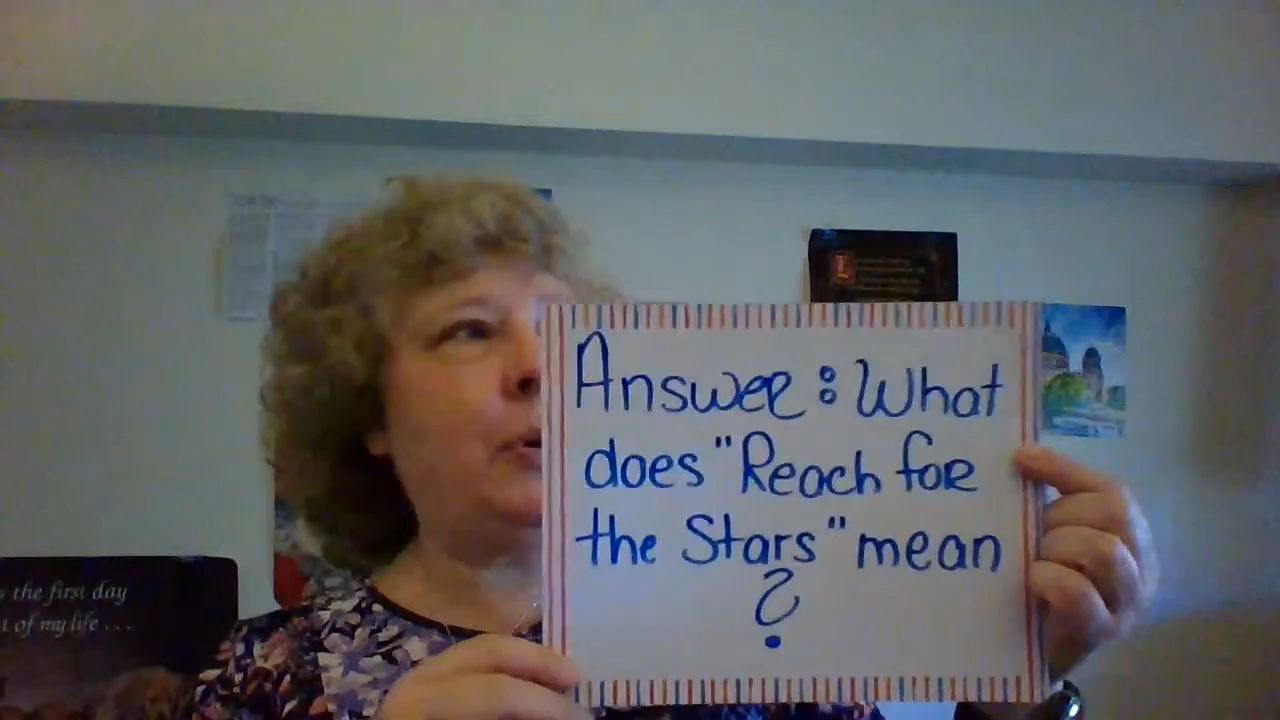 Answer: What
does "Reach for
the Stars" mean
?
s the first day
t of my life . . .